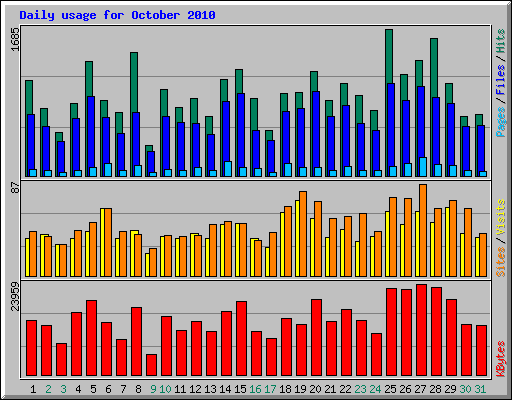 Daily usage for October 2010
1685
Pages / Files / Hits
87
Sites / Visits
23959
KBytes
1 2 3 4 5 6 7 8 9 10 11 12 13 14 15 16 17 18 19 20 21 22 23 24 25 26 27 28 29 30 31